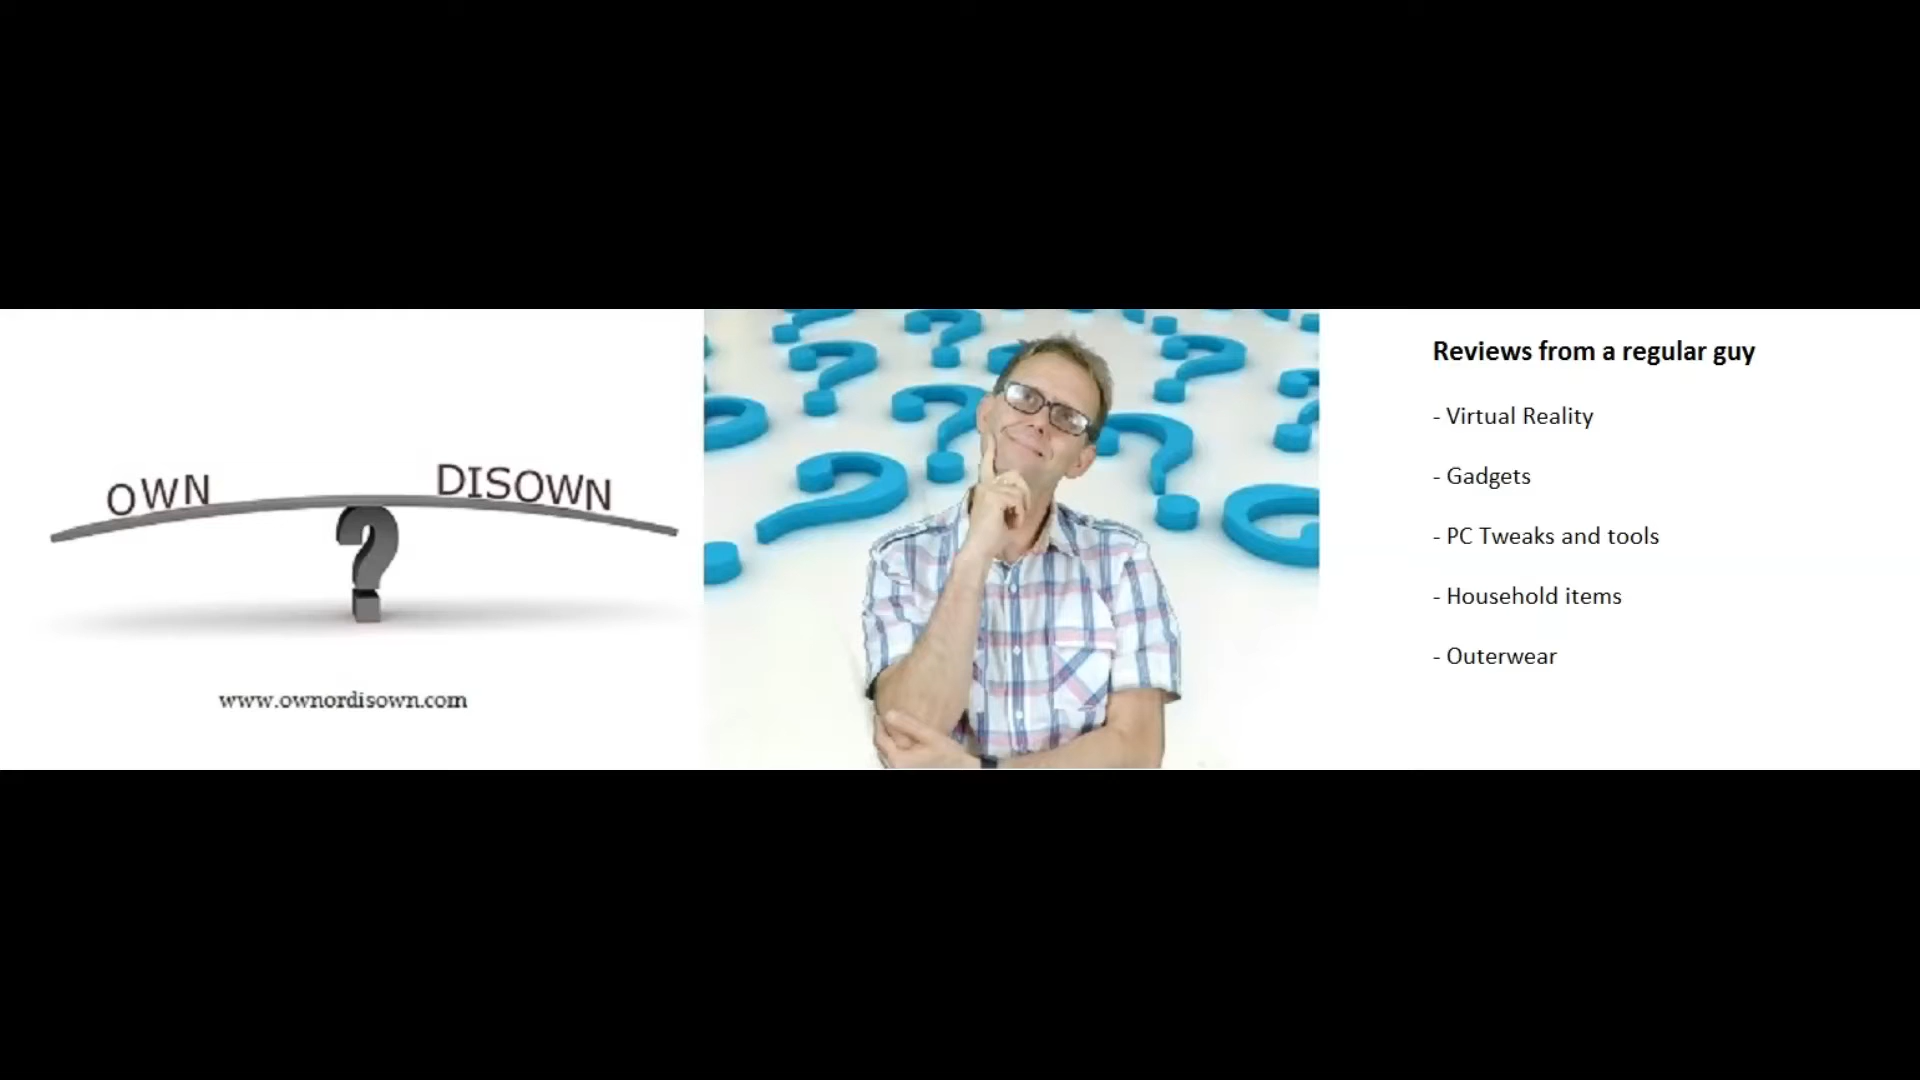 OWN
DISOWN
www.ownordisown.com
Reviews from a regular guy
- Virtual Reality
- Gadgets
- PC Tweaks and tools
- Household items
- Outerwear